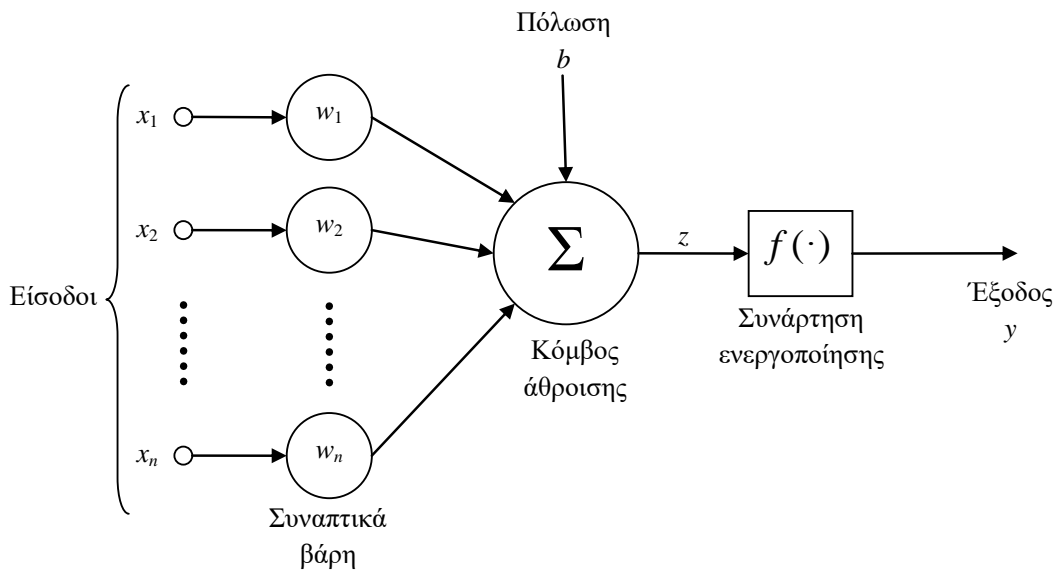 Πόλωση
b
x1
w1
x2
w2
Σ
z
f(·)
Είσοδοι
Έξοδος
y
Συνάρτηση
ενεργοποίησης
Κόμβος
άθροισης
xn
wn
Συναπτικά
βάρη